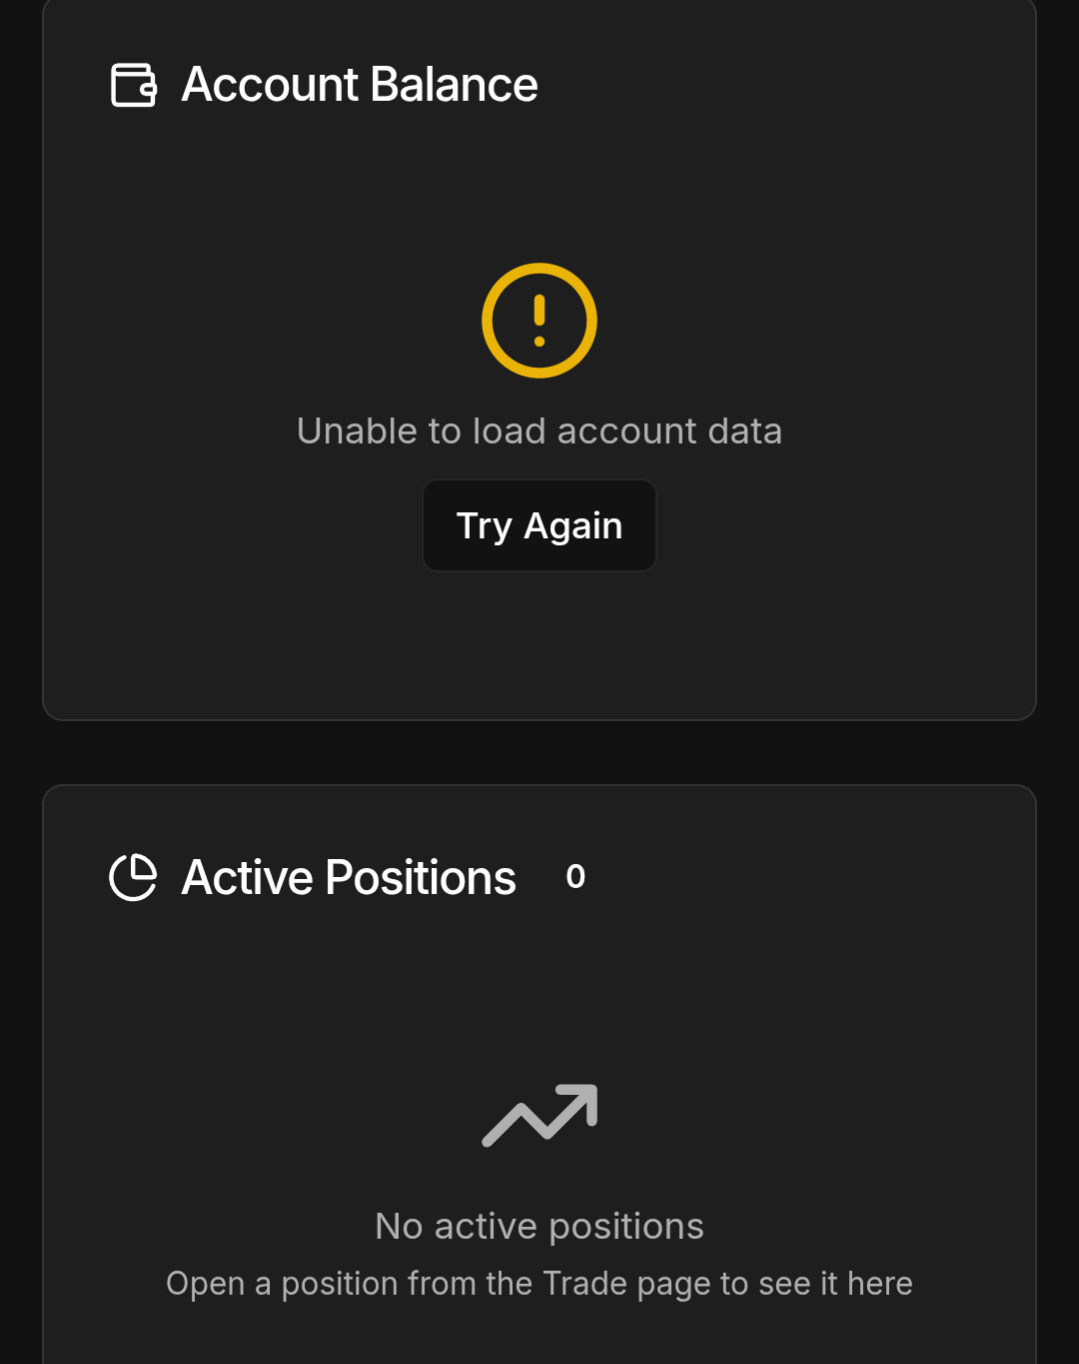 Account Balance
Unable to load account data
Try Again
Active Positions 0
No active positions
Open a position from the Trade page to see it here